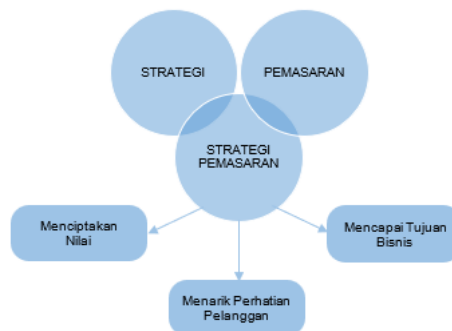 STRATEGI
PEMASARAN
STRATEGI
PEMASARAN
Menciptakan
Nilai
Mencapai Tujuan
Bisnis
Menarik Perhatian
Pelanggan